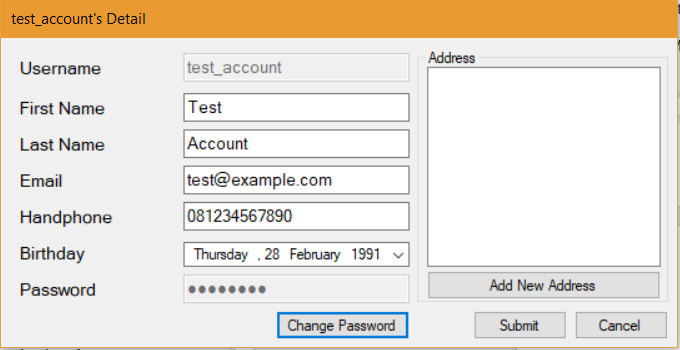 test_account's Detail
Username test_account
First Name Test
Last Name Account
Email test@example.com
Handphone 081234567890
Birthday Thursday , 28 February 1991
Password ●●●●●●●●
Address
Add New Address
Change Password Submit Cancel